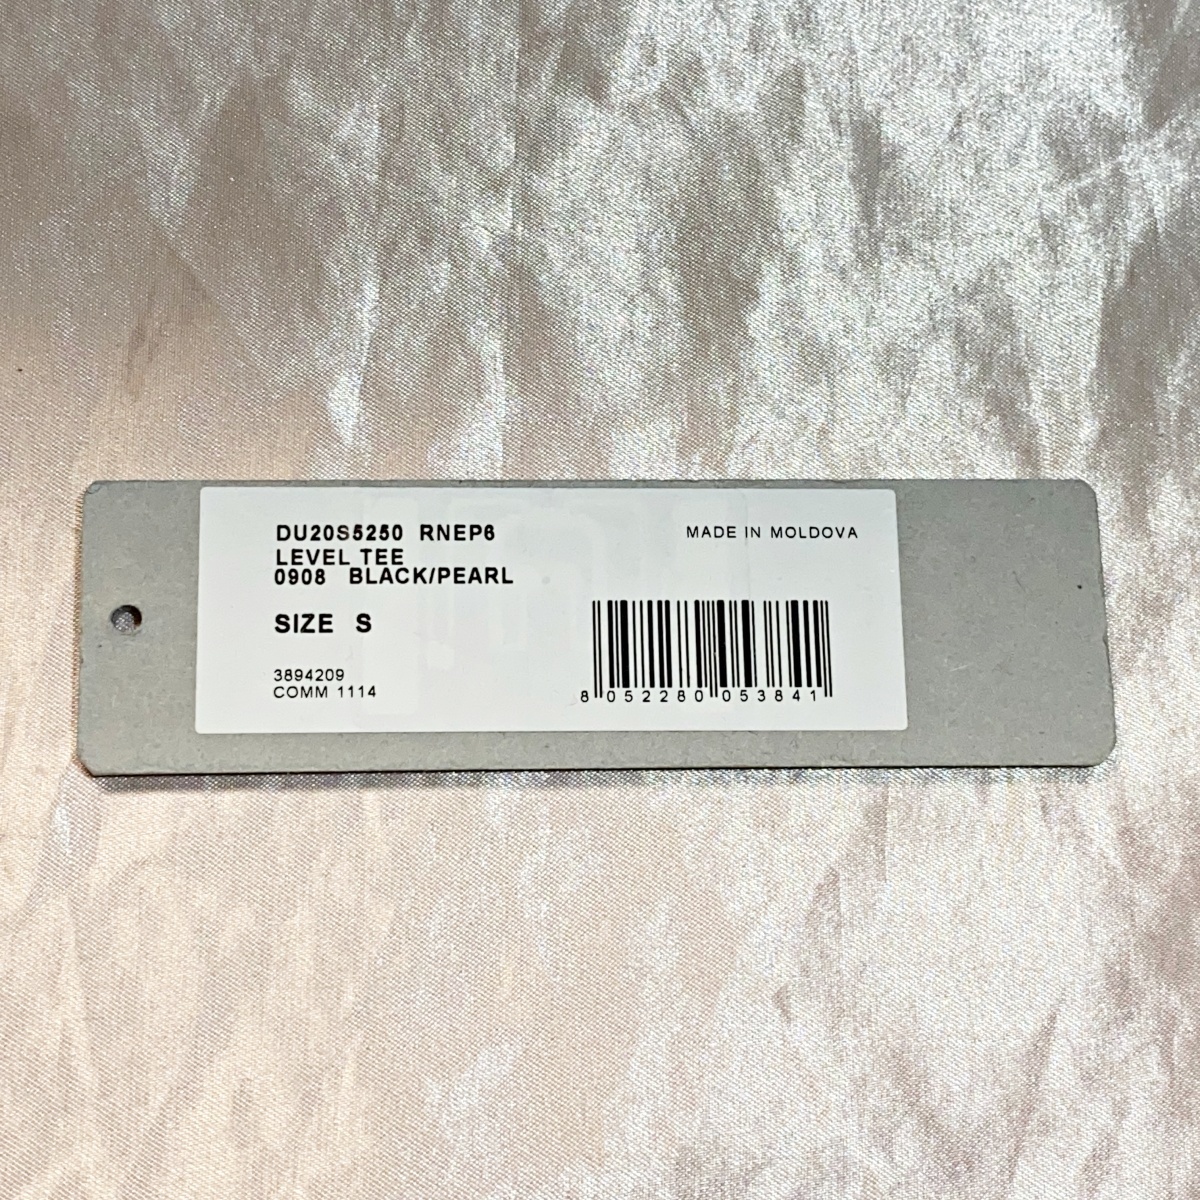 DU20S5250 RNEP6
MADE IN MOLDOVA
LEVEL TEE
0908 BLACK/PEARL
SIZE S
3894209
COMM 1114
8 052280 053841